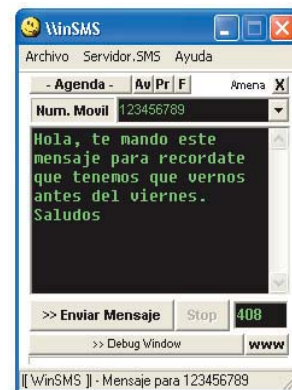 WinSMS
Archivo Servidor.SMS Ayuda
- Agenda - Av Pr F Amena X
Num. Movil 123456789
Hola, te mando este
mensaje para recordate
que tenemos que vernos
antes del viernes.
Saludos
>> Enviar Mensaje Stop 408
>> Debug Window www
[[ WinSMS ]] - Mensaje para 123456789